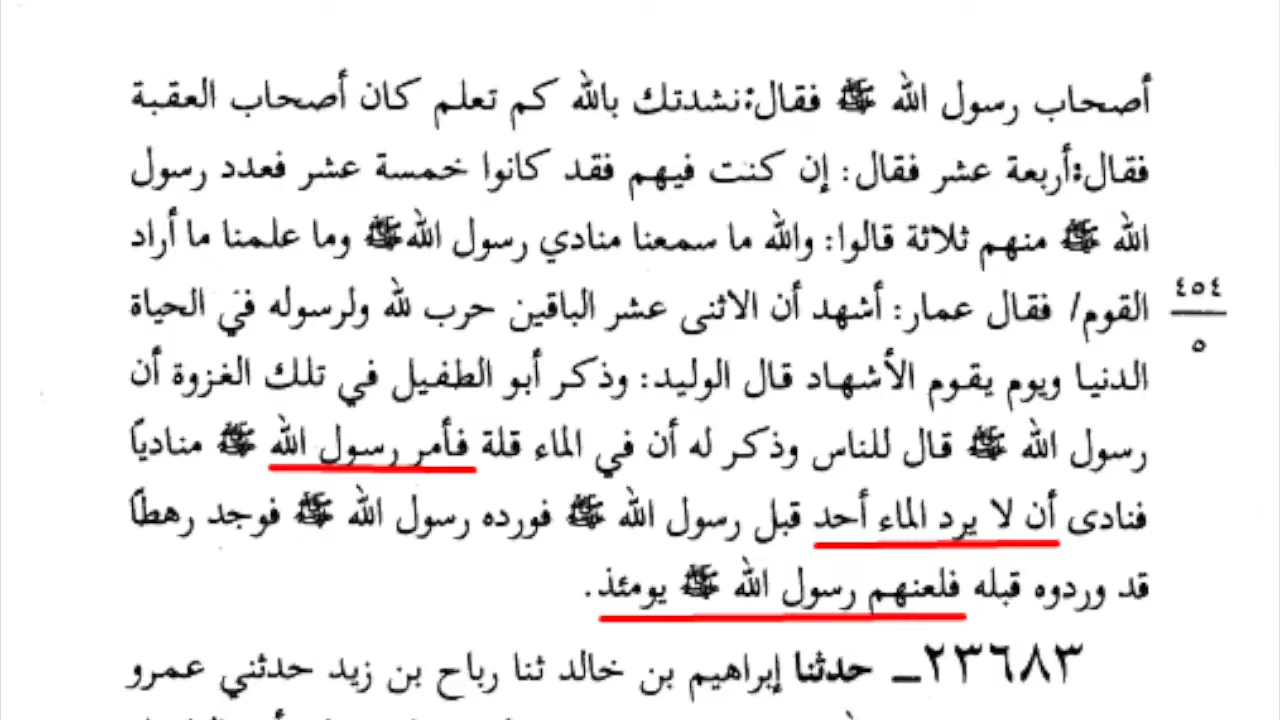 أصحاب رسول الله ﷺ فقال:نشدتك بالله كم تعلم كان أصحاب العقبة
فقال:أربعة عشر فقال: إن كنت فيهم فقد كانوا خمسة عشر فعدد رسول
الله ﷺ منهم ثلاثة قالوا: والله ما سمعنا منادي رسول الله ﷺ وما علمنا ما أراد
القوم/ فقال عمار: أشهد أن الاثنى عشر الباقين حرب لله ولرسوله في الحياة
٤٥٤
٥
الدنيا ويوم يقوم الأشهاد قال الوليد: وذكر أبو الطفيل في تلك الغزوة أن
رسول الله ﷺ قال للناس وذكر له أن في الماء قلة فأمر رسول الله ﷺ مناديًا
فنادى أن لا يرد الماء أحد قبل رسول الله ﷺ فورده رسول الله ﷺ فوجد رهطًا
قد وردوه قبله فلعنهم رسول الله ﷺ يومئذ.
٢٣٦٨٣ـ حدثنا إبراهيم بن خالد ثنا رباح بن زيد حدثني عمرو